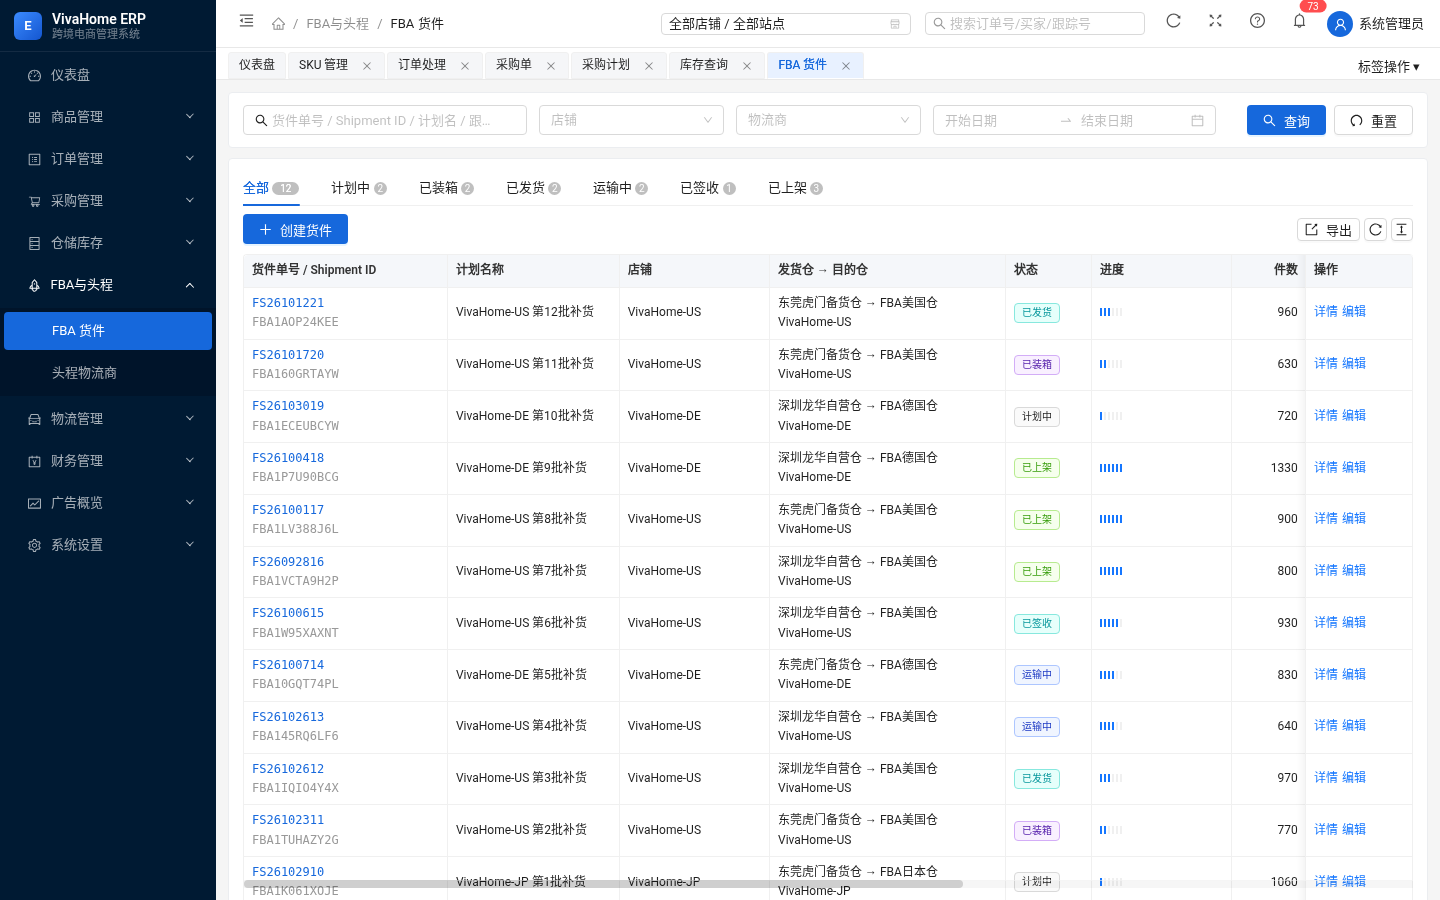 VivaHome ERP
跨境电商管理系统
E
仪表盘
商品管理
订单管理
采购管理
仓储库存
FBA与头程
FBA 货件
头程物流商
物流管理
财务管理
广告概览
系统设置
/ FBA与头程 / FBA 货件
全部店铺 / 全部站点
搜索订单号/买家/跟踪号
73
系统管理员
仪表盘
SKU 管理
订单处理
采购单
采购计划
库存查询
FBA 货件
标签操作 ▾
货件单号 / Shipment ID / 计划名 / 跟...
店铺
物流商
开始日期
结束日期
查询
重置
全部 12
计划中 2
已装箱 2
已发货 2
运输中 2
已签收 1
已上架 3
创建货件
导出
货件单号 / Shipment ID 计划名称 店铺 发货仓 → 目的仓 状态 进度 件数 操作
FS26101221
FBA1AOP24KEE
VivaHome-US 第12批补货
VivaHome-US
东莞虎门备货仓 → FBA美国仓
VivaHome-US
已发货
960
详情 编辑
FS26101720
FBA160GRTAYW
VivaHome-US 第11批补货
VivaHome-US
东莞虎门备货仓 → FBA美国仓
VivaHome-US
已装箱
630
详情 编辑
FS26103019
FBA1ECEUBCYW
VivaHome-DE 第10批补货
VivaHome-DE
深圳龙华自营仓 → FBA德国仓
VivaHome-DE
计划中
720
详情 编辑
FS26100418
FBA1P7U90BCG
VivaHome-DE 第9批补货
VivaHome-DE
深圳龙华自营仓 → FBA德国仓
VivaHome-DE
已上架
1330
详情 编辑
FS26100117
FBA1LV388J6L
VivaHome-US 第8批补货
VivaHome-US
东莞虎门备货仓 → FBA美国仓
VivaHome-US
已上架
900
详情 编辑
FS26092816
FBA1VCTA9H2P
VivaHome-US 第7批补货
VivaHome-US
深圳龙华自营仓 → FBA美国仓
VivaHome-US
已上架
800
详情 编辑
FS26100615
FBA1W95XAXNT
VivaHome-US 第6批补货
VivaHome-US
深圳龙华自营仓 → FBA美国仓
VivaHome-US
已签收
930
详情 编辑
FS26100714
FBA10GQT74PL
VivaHome-DE 第5批补货
VivaHome-DE
东莞虎门备货仓 → FBA德国仓
VivaHome-DE
运输中
830
详情 编辑
FS26102613
FBA145RQ6LF6
VivaHome-US 第4批补货
VivaHome-US
深圳龙华自营仓 → FBA美国仓
VivaHome-US
运输中
640
详情 编辑
FS26102612
FBA1IQIO4Y4X
VivaHome-US 第3批补货
VivaHome-US
深圳龙华自营仓 → FBA美国仓
VivaHome-US
已发货
970
详情 编辑
FS26102311
FBA1TUHAZY2G
VivaHome-US 第2批补货
VivaHome-US
东莞虎门备货仓 → FBA美国仓
VivaHome-US
已装箱
770
详情 编辑
FS26102910
FBA1K061XOJE
VivaHome-JP 第1批补货
VivaHome-JP
东莞虎门备货仓 → FBA日本仓
VivaHome-JP
计划中
1060
详情 编辑